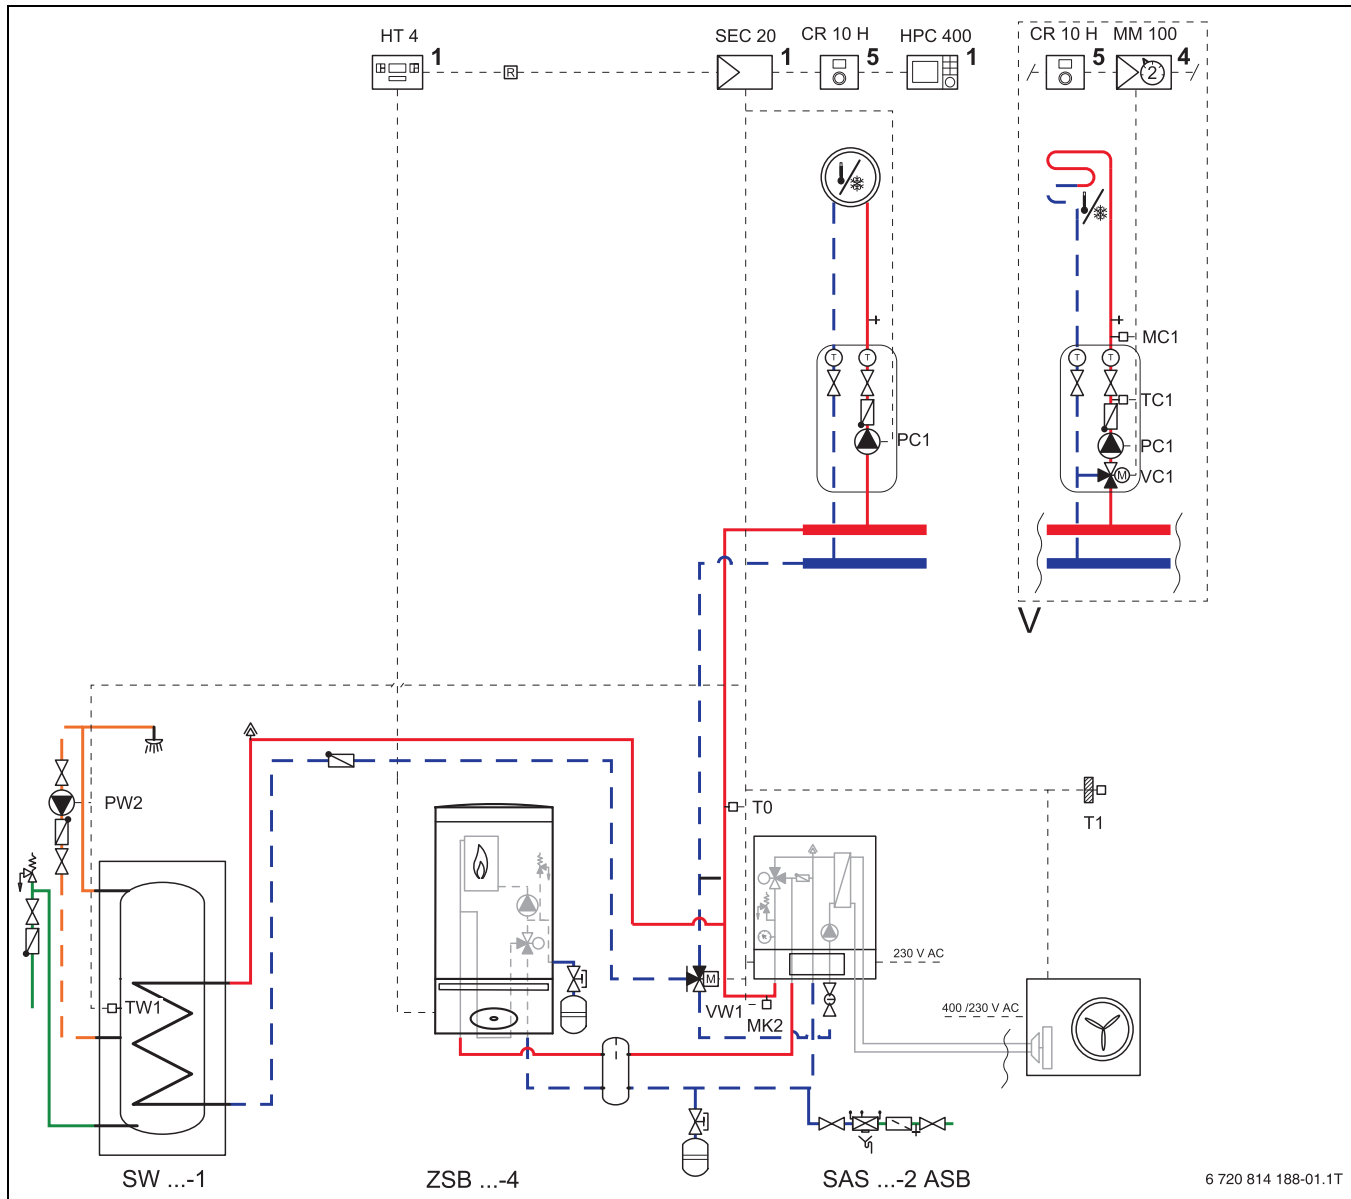 HT 4
SEC 20
CR 10 H
HPC 400
CR 10 H
MM 100
1
R
1
5
1
5
2
4
MC1
T
T
T
T
TC1
PC1
PC1
M
VC1
V
PW2
T0
T1
230 V AC
M
TW1
VW1
MK2
400 /230 V AC
SW ...-1
ZSB ...-4
SAS ...-2 ASB
6 720 814 188-01.1T